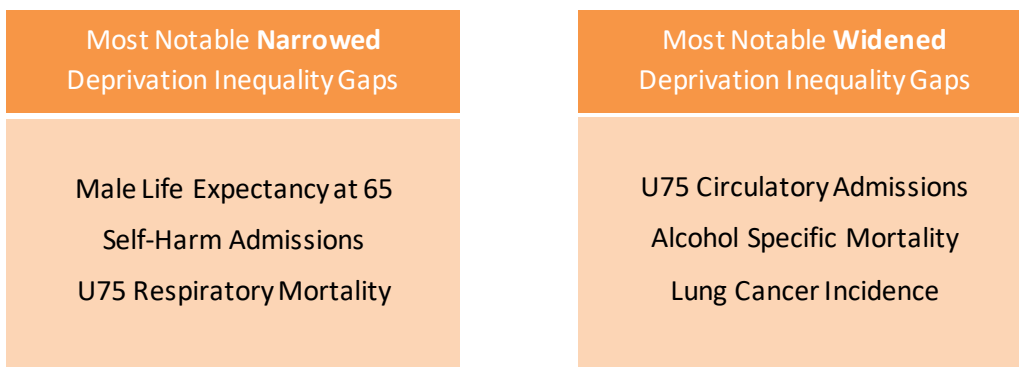 Most Notable Narrowed
Deprivation Inequality Gaps
Male Life Expectancy at 65
Self-Harm Admissions
U75 Respiratory Mortality
Most Notable Widened
Deprivation Inequality Gaps
U75 Circulatory Admissions
Alcohol Specific Mortality
Lung Cancer Incidence